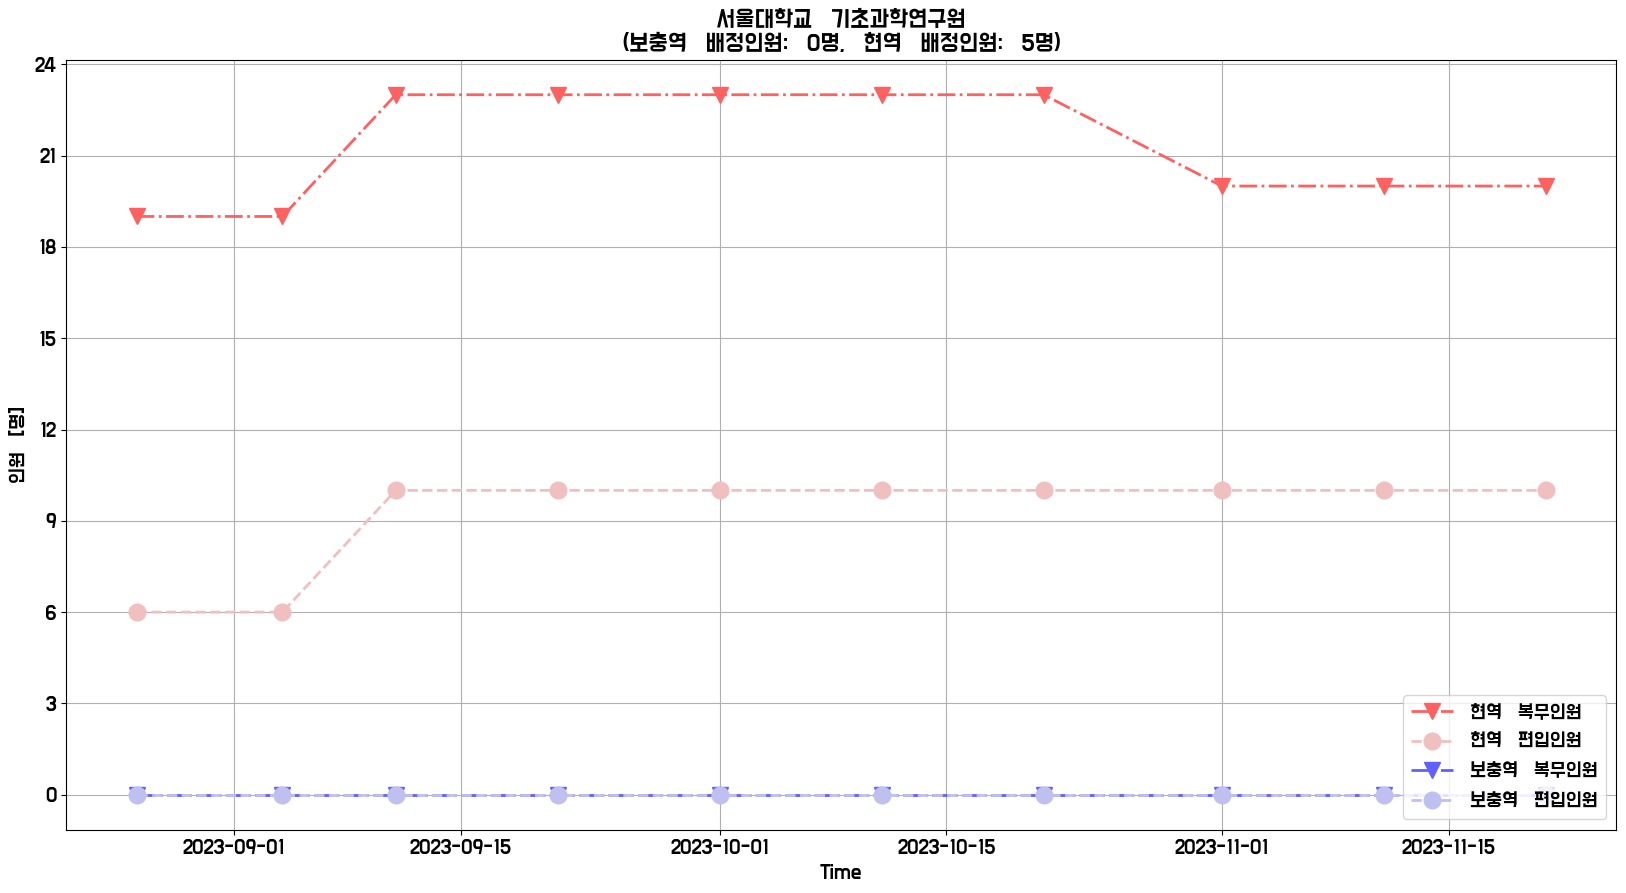 서울대학교 기초과학연구원
(보충역 배정인원: 0명, 현역 배정인원: 5명)
24
21
18
15
12
9
6
3
0
인원 [명]
현역 복무인원
현역 편입인원
보충역 복무인원
보충역 편입인원
2023-09-01 2023-09-15 2023-10-01 2023-10-15 2023-11-01 2023-11-15
Time